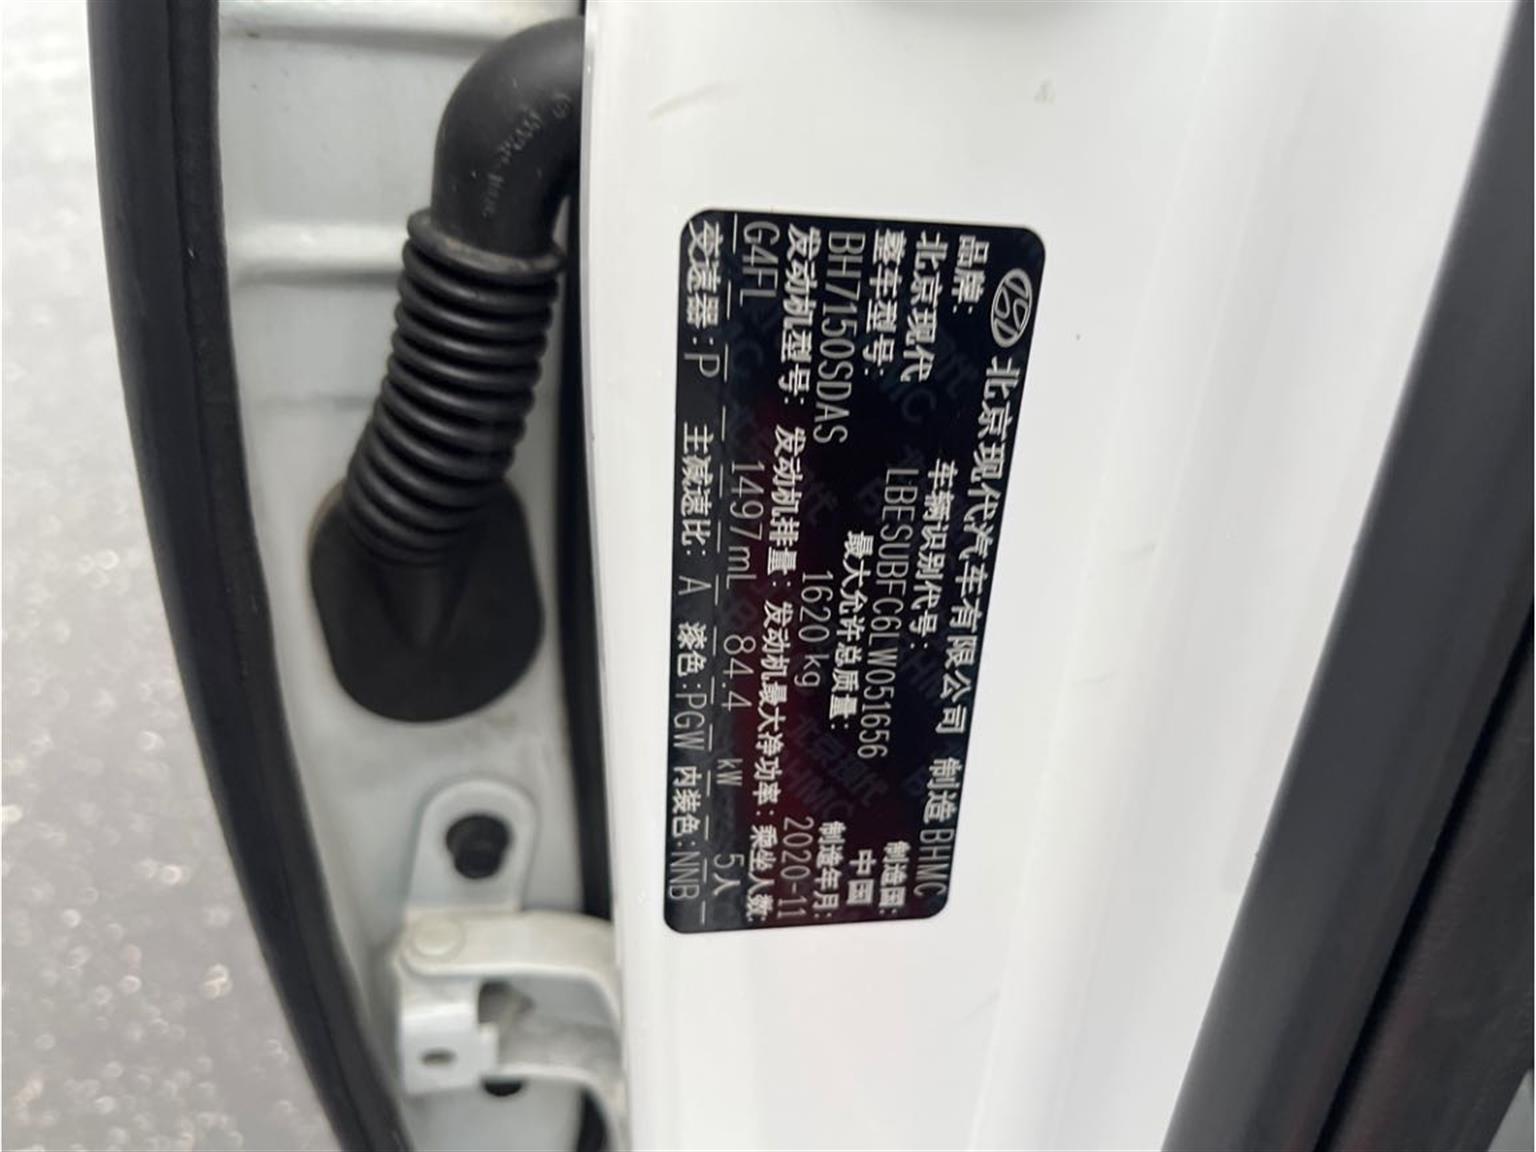 北京现代汽车有限公司 制造 BHMC
品牌: 车辆识别代号: 制造国:
北京现代 LBESUBFC6LW051656 中国
整车型号: 最大允许总质量: 制造年月:
BH7150SDAS 1620kg 2020-11
发动机型号: 发动机排量: 发动机最大净功率: 乘坐人数:
G4FL 1497mL 84.4 kW 5人
变速器:P 主减速比: A 漆色:PGW 内装色:NNB